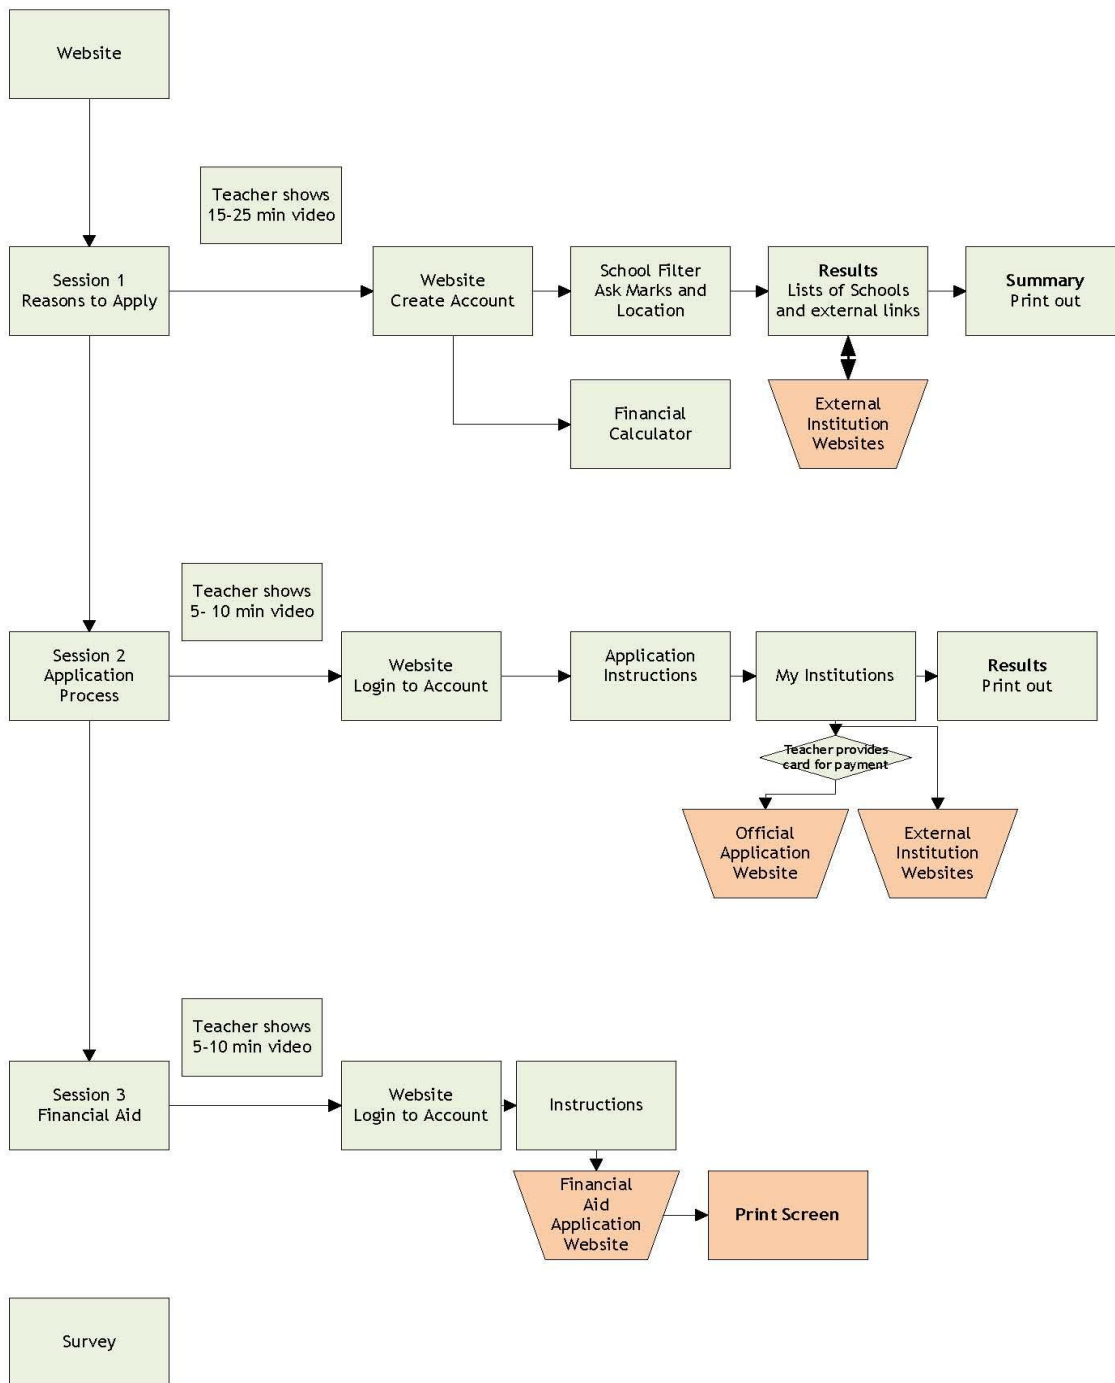 Website
Teacher shows
15-25 min video
Session 1
Reasons to Apply
Website
Create Account
School Filter
Ask Marks and
Location
Results
Lists of Schools
and external links
Summary
Print out
Financial
Calculator
External
Institution
Websites
Teacher shows
5- 10 min video
Session 2
Application
Process
Website
Login to Account
Application
Instructions
My Institutions
Results
Print out
Teacher provides
card for payment
Official
Application
Website
External
Institution
Websites
Teacher shows
5-10 min video
Session 3
Financial Aid
Website
Login to Account
Instructions
Financial
Aid
Application
Website
Print Screen
Survey